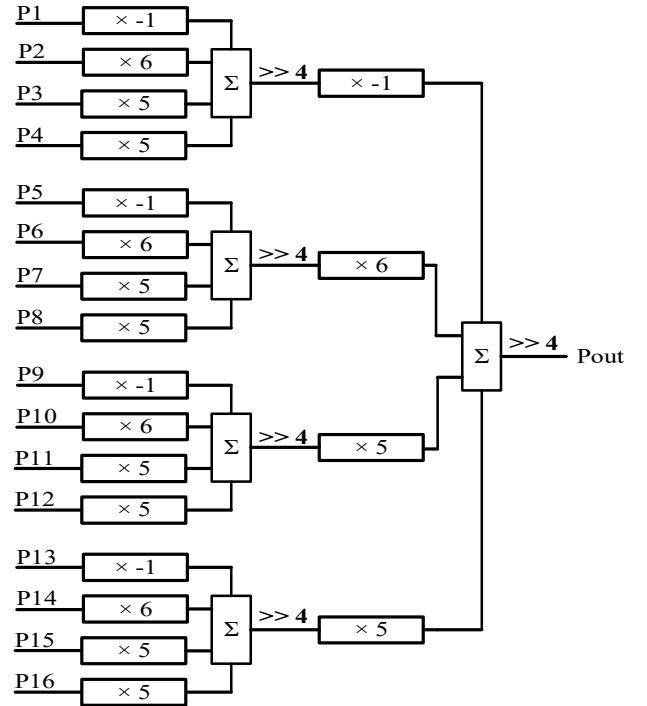 P1 × -1
P2 × 6
P3 × 5
P4 × 5
Σ >> 4 × -1
P5 × -1
P6 × 6
P7 × 5
P8 × 5
Σ >> 4 × 6
Σ >> 4 Pout
P9 × -1
P10 × 6
P11 × 5
P12 × 5
Σ >> 4 × 5
P13 × -1
P14 × 6
P15 × 5
P16 × 5
Σ >> 4 × 5